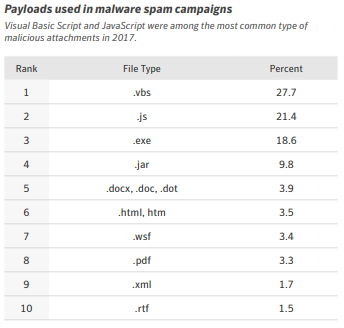 Payloads used in malware spam campaigns
Visual Basic Script and JavaScript were among the most common type of
malicious attachments in 2017.
Rank File Type Percent
1 .vbs 27.7
2 .js 21.4
3 .exe 18.6
4 .jar 9.8
5 .docx, .doc, .dot 3.9
6 .html, htm 3.5
7 .wsf 3.4
8 .pdf 3.3
9 .xml 1.7
10 .rtf 1.5